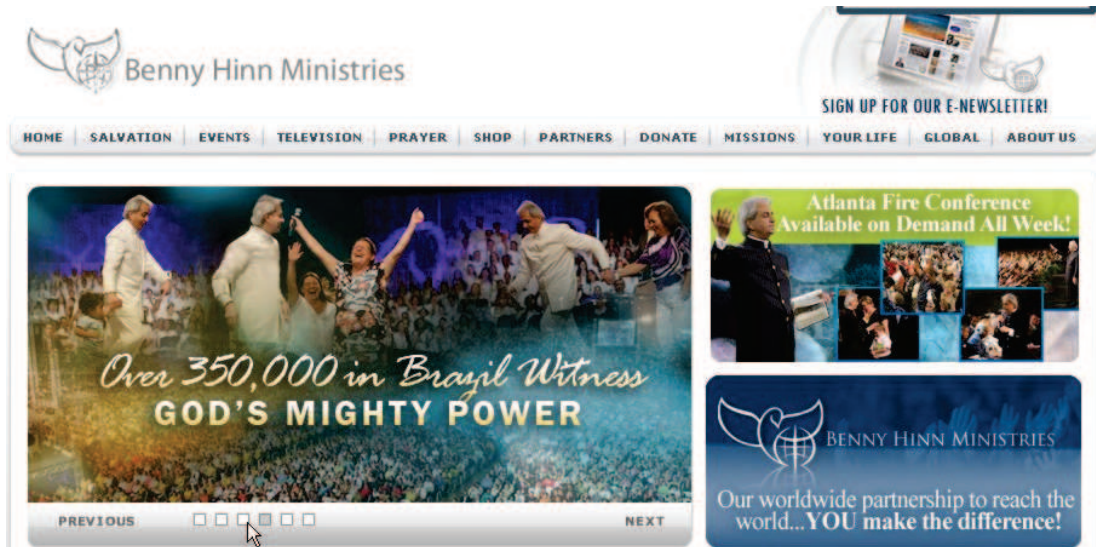 Benny Hinn Ministries
SIGN UP FOR OUR E-NEWSLETTER!
HOME SALVATION EVENTS TELEVISION PRAYER SHOP PARTNERS DONATE MISSIONS YOUR LIFE GLOBAL ABOUT US
Over 350,000 in Brazil Witness
GOD'S MIGHTY POWER
PREVIOUS
NEXT
Atlanta Fire Conference
Available on Demand All Week!
BENNY HINN MINISTRIES
Our worldwide partnership to reach the
world...YOU make the difference!